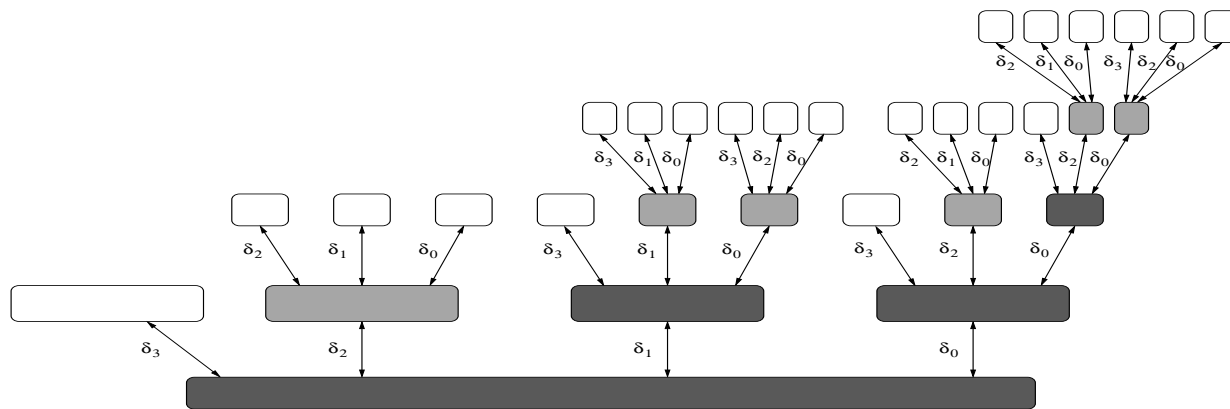 δ₂ δ₁ δ₀ δ₃ δ₂ δ₀
δ₃ δ₁ δ₀ δ₃ δ₂ δ₀ δ₂ δ₁ δ₀ δ₃ δ₂ δ₀
δ₂ δ₁ δ₀ δ₃ δ₁ δ₀ δ₃ δ₂ δ₀
δ₃ δ₂ δ₁ δ₀